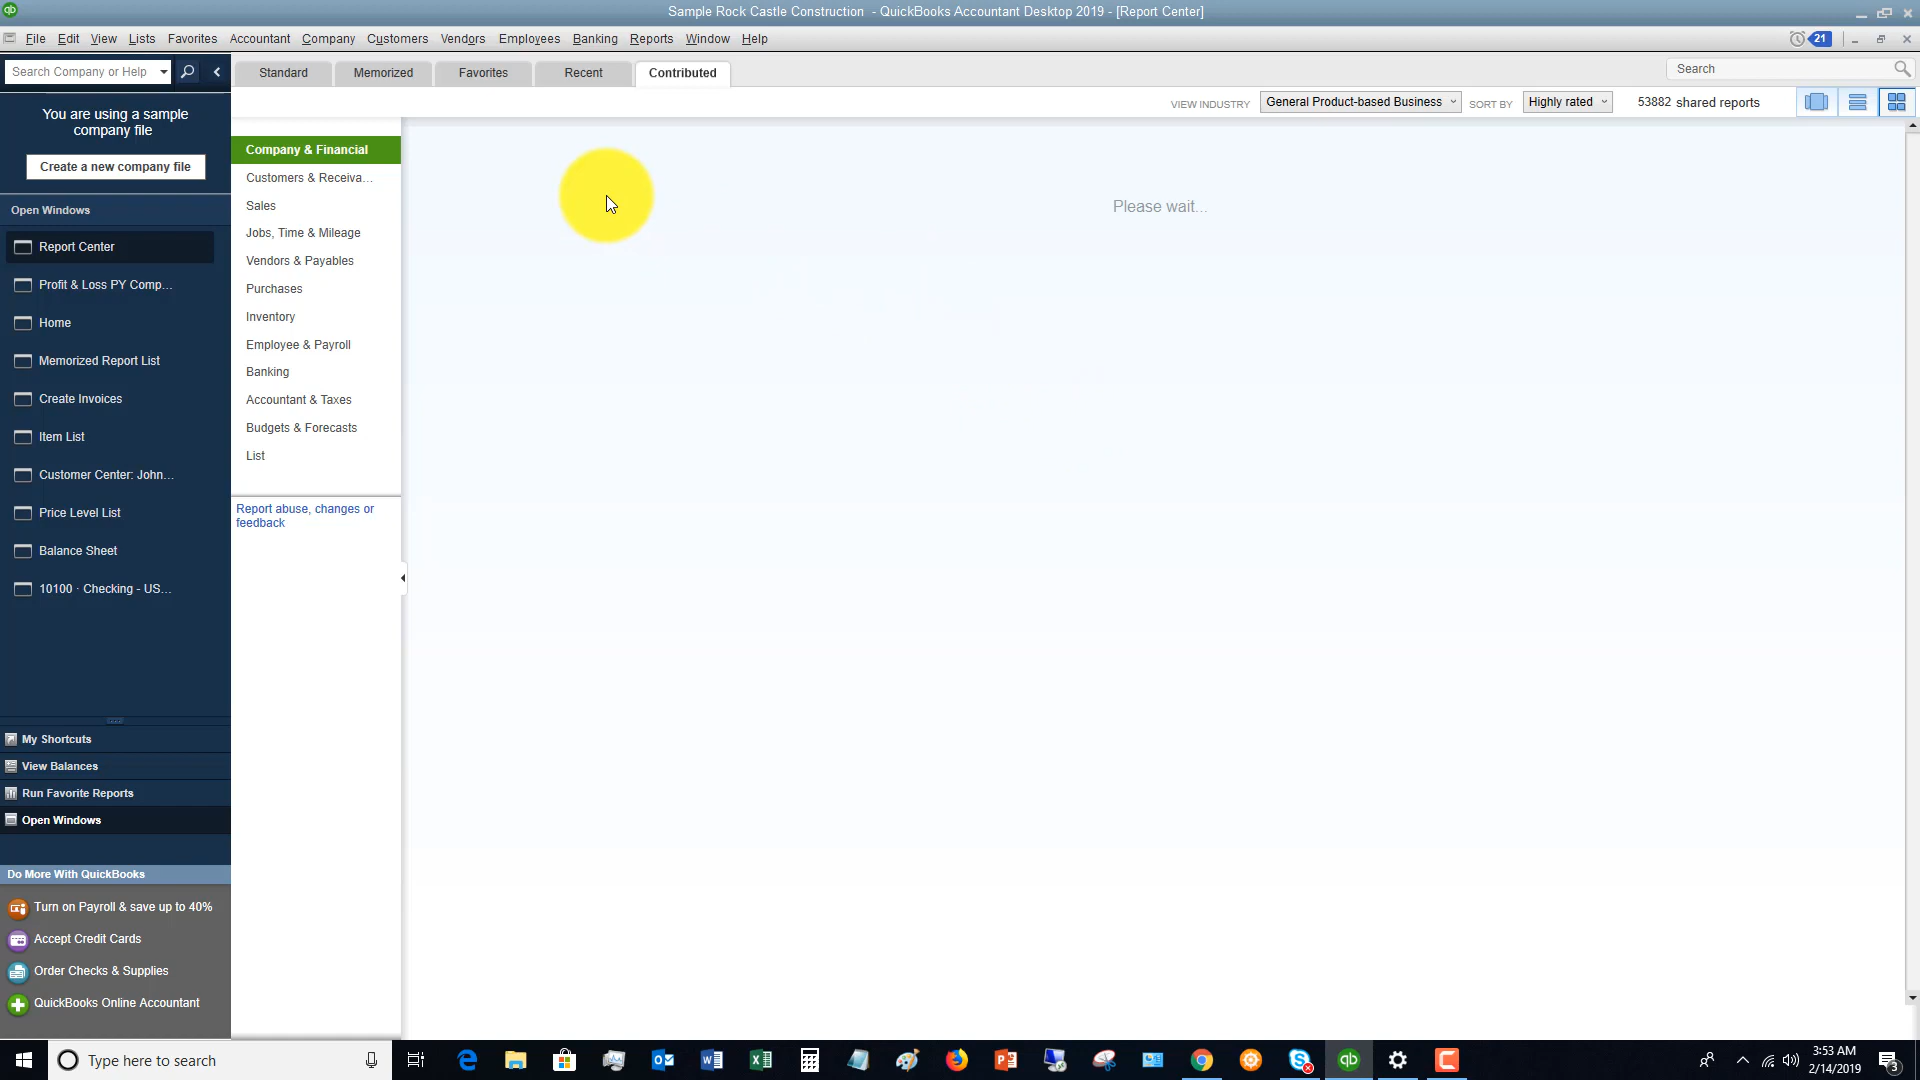 qb
Sample Rock Castle Construction - QuickBooks Accountant Desktop 2019 - [Report Center]
File Edit View Lists Favorites Accountant Company Customers Vendors Employees Banking Reports Window Help
21
Search Company or Help
Standard Memorized Favorites Recent Contributed
Search
VIEW INDUSTRY General Product-based Business SORT BY Highly rated 53882 shared reports
You are using a sample
company file
Create a new company file
Open Windows
Report Center
Profit & Loss PY Comp...
Home
Memorized Report List
Create Invoices
Item List
Customer Center: John...
Price Level List
Balance Sheet
10100 · Checking - US...
My Shortcuts
View Balances
Run Favorite Reports
Open Windows
Do More With QuickBooks
Turn on Payroll & save up to 40%
Accept Credit Cards
Order Checks & Supplies
QuickBooks Online Accountant
Company & Financial
Customers & Receiva...
Sales
Jobs, Time & Mileage
Vendors & Payables
Purchases
Inventory
Employee & Payroll
Banking
Accountant & Taxes
Budgets & Forecasts
List
Report abuse, changes or
feedback
Please wait...
Type here to search
qb
3:53 AM
2/14/2019
3